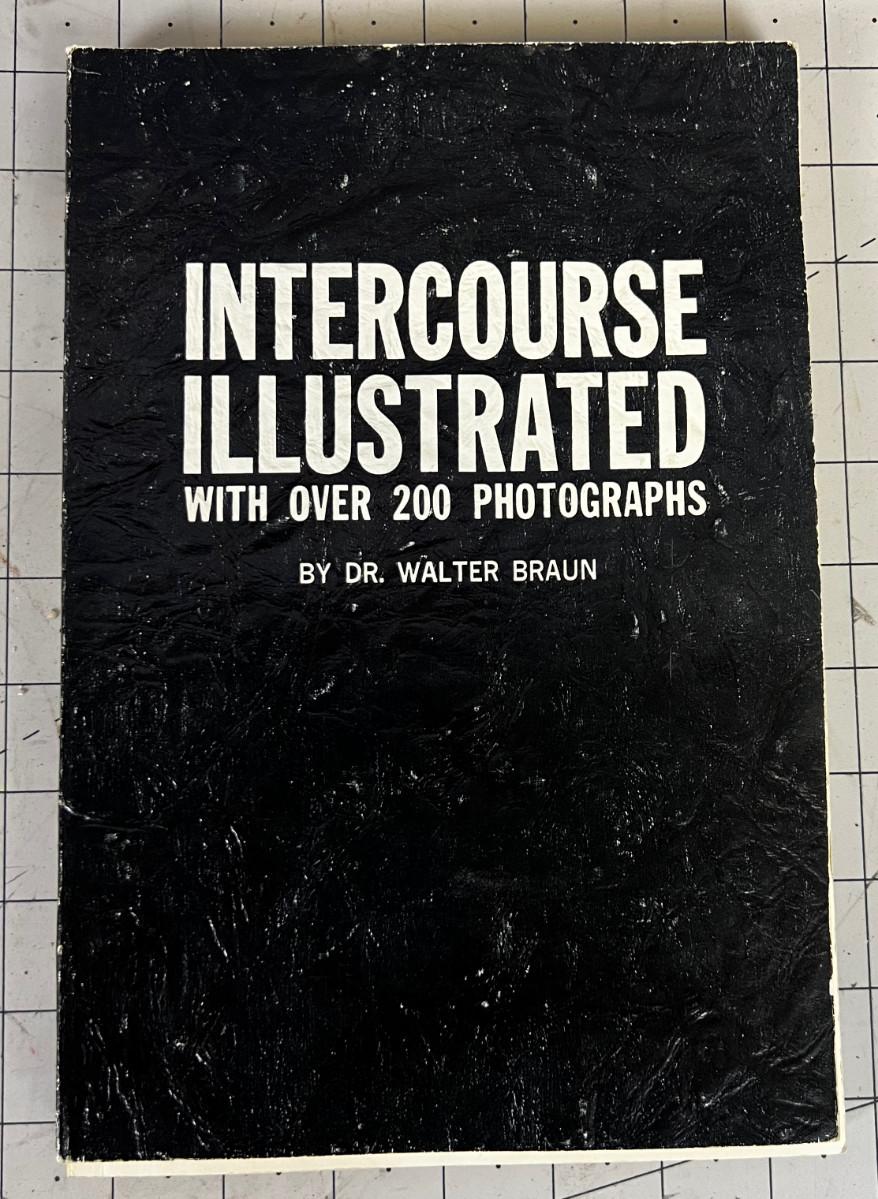 INTERCOURSE
ILLUSTRATED
WITH OVER 200 PHOTOGRAPHS
BY DR. WALTER BRAUN